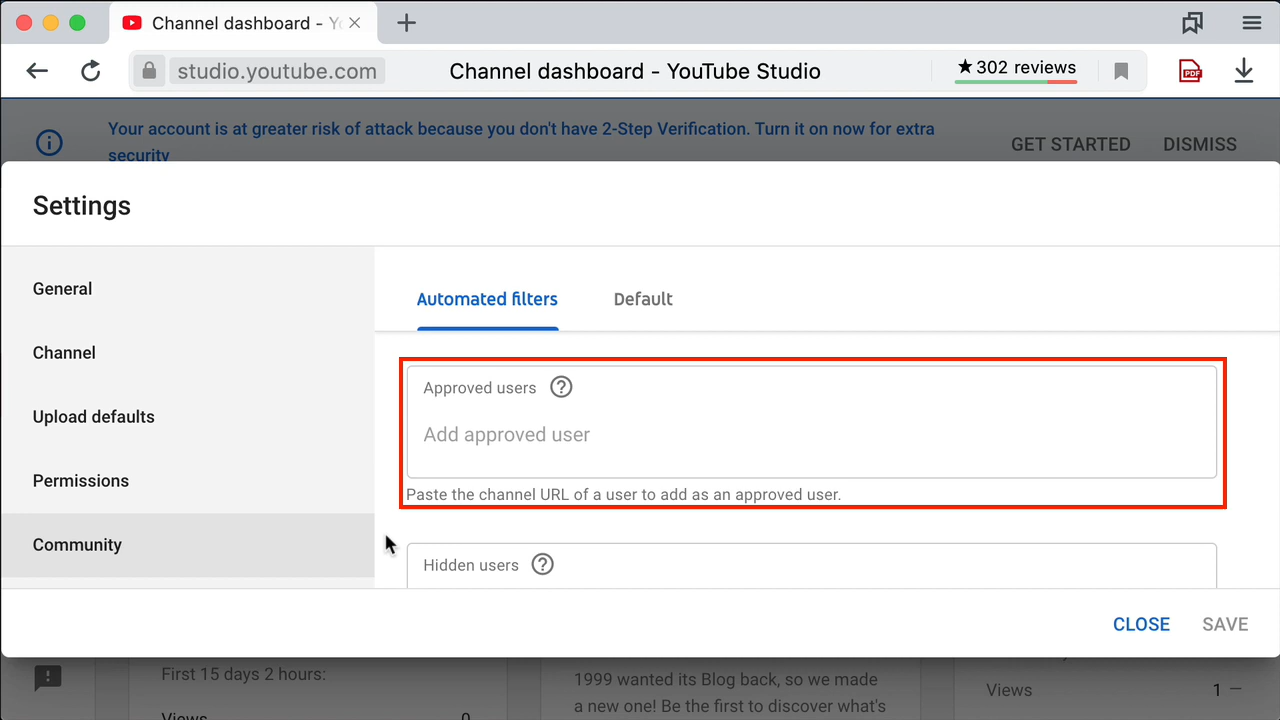 Channel dashboard - Yo
studio.youtube.com
Channel dashboard - YouTube Studio
★302 reviews
PDF
Your account is at greater risk of attack because you don't have 2-Step Verification. Turn it on now for extra
security
GET STARTED
DISMISS
Settings
General
Channel
Upload defaults
Permissions
Community
Automated filters
Default
Approved users
Add approved user
Paste the channel URL of a user to add as an approved user.
Hidden users
CLOSE
SAVE
First 15 days 2 hours:
Views
0
1999 wanted its Blog back, so we made
a new one! Be the first to discover what's
Views
1 —